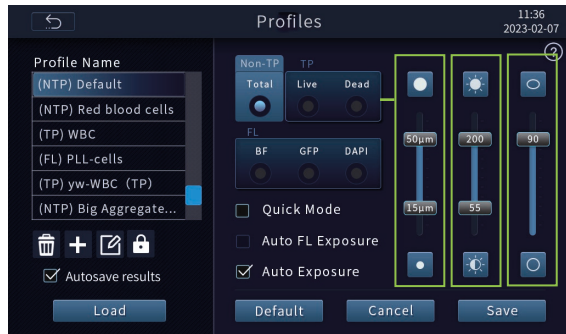 Profiles
11:36
2023-02-07
?
Profile Name
(NTP) Default
(NTP) Red blood cells
(TP) WBC
(FL) PLL-cells
(TP) yw-WBC（TP）
(NTP) Big Aggregate...
Autosave results
Load
Non-TP TP
Total Live Dead
FL
BF GFP DAPI
Quick Mode
Auto FL Exposure
Auto Exposure
50μm 200 90
15μm 55
Default Cancel Save